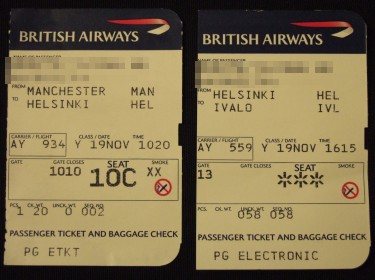 BRITISH AIRWAYS
FROM MANCHESTER MAN
TO HELSINKI HEL
CARRIER / FLIGHT CLASS / DATE TIME
AY 934 Y 19NOV 1020
GATE GATE CLOSES SEAT SMOKE
1010 10C XX
PCS. CK. WT. UNCK. WT. SEQ. NO.
1 20 0 002
PASSENGER TICKET AND BAGGAGE CHECK
PG ETKT
BRITISH AIRWAYS
FROM HELSINKI HEL
TO IVALO IVL
CARRIER / FLIGHT CLASS / DATE TIME
AY 559 Y 19NOV 1615
GATE GATE CLOSES SEAT SMOKE
13 ***
PCS. CK. WT. UNCK. WT. SEQ. NO.
058 058
PASSENGER TICKET AND BAGGAGE CHECK
PG ELECTRONIC